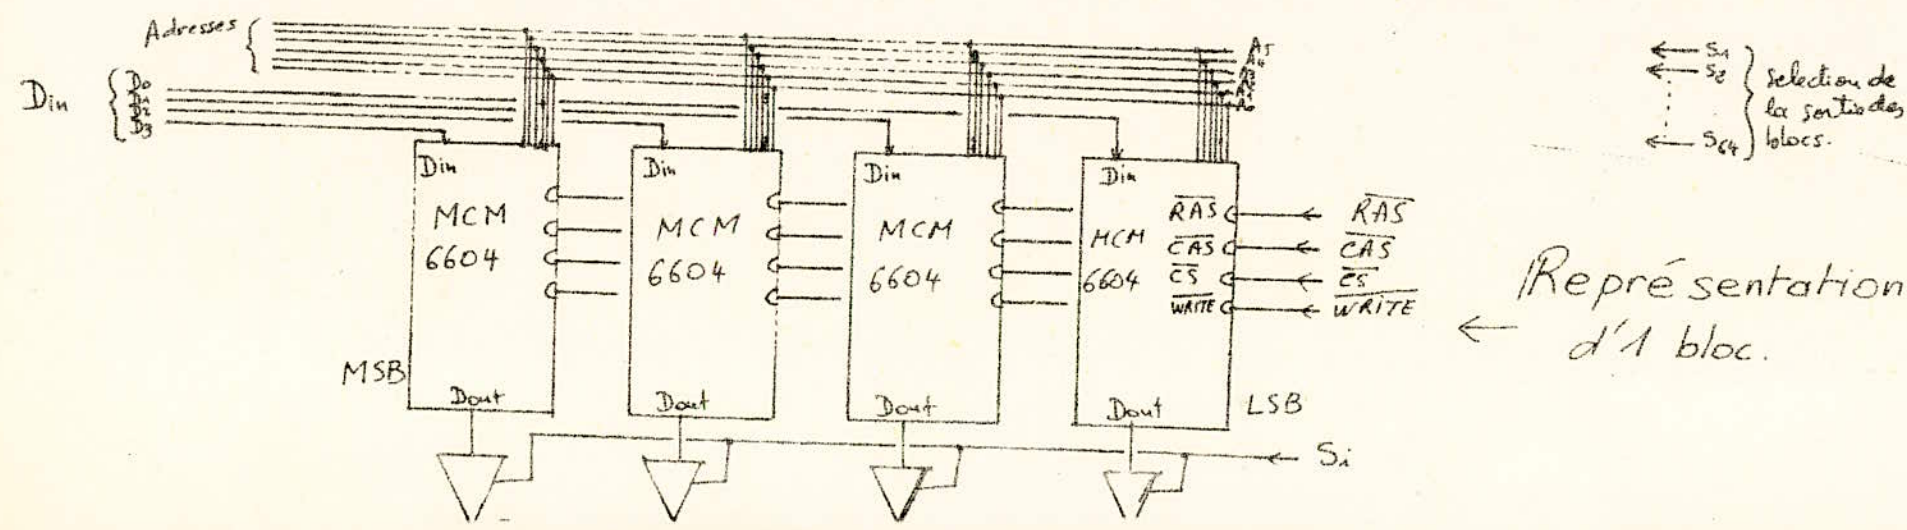 Adresses
A5
A4
A3
A2
A1
A0
Din
D0
D1
D2
D3
S1
S2
S64
selection de
la sortie des
blocs.
Din
MCM
6604
MSB
Dout
Din
MCM
6604
Dout
Din
MCM
6604
Dout
Din
MCM
6604
RAS
CAS
CS
WRITE
Dout
LSB
RAS
CAS
CS
WRITE
Représentation
d'1 bloc.
Si